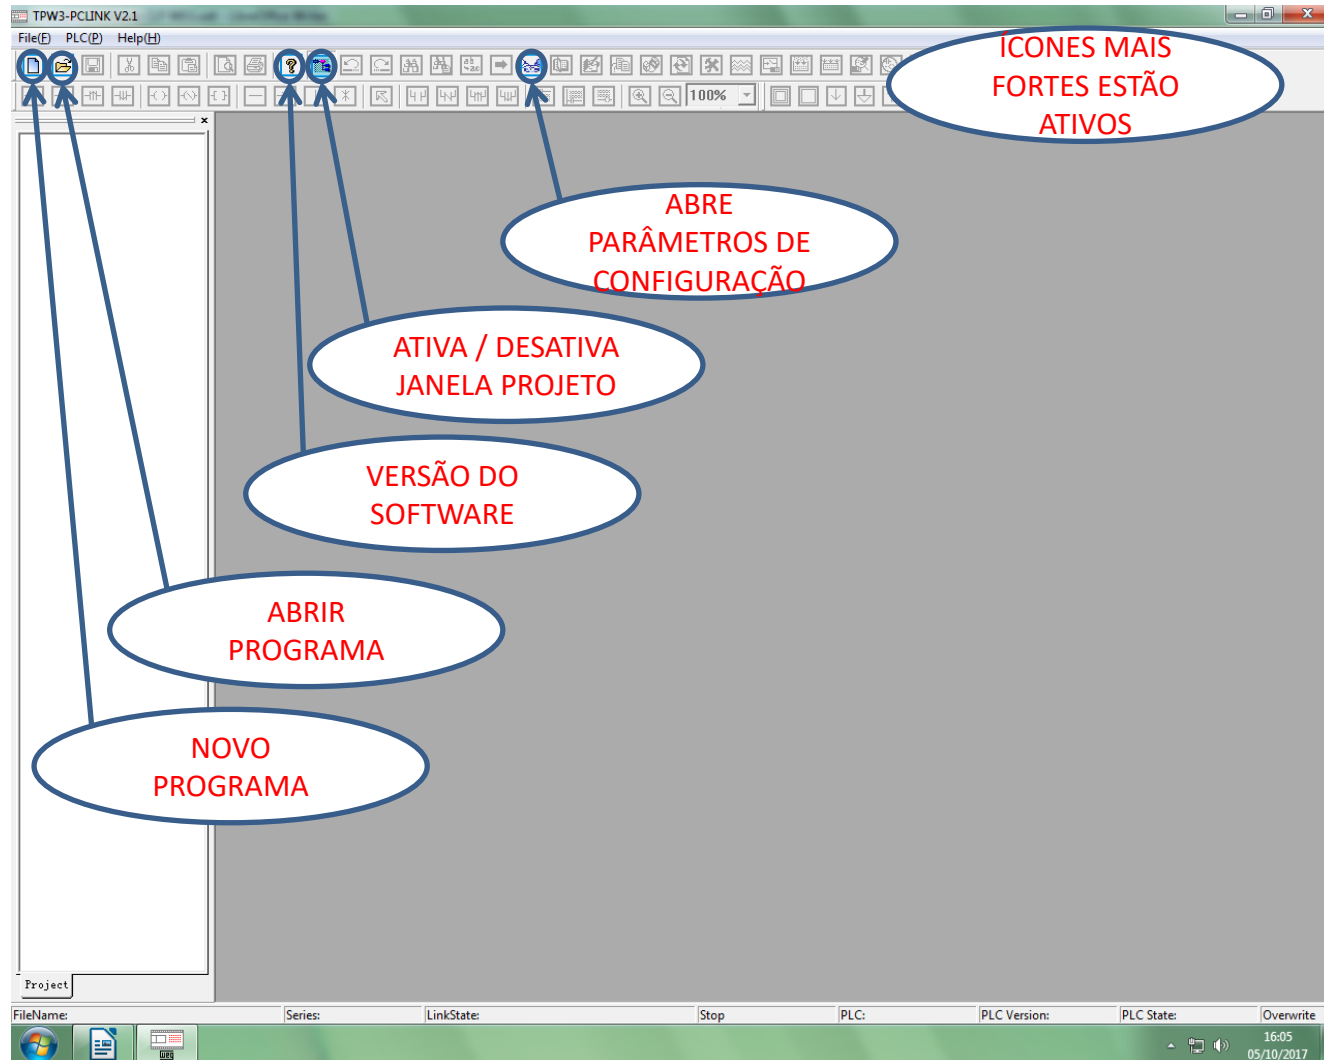 TPW3-PCLINK V2.1
File(F) PLC(P) Help(H)
100%
ÍCONES MAIS
FORTES ESTÃO
ATIVOS
ABRE
PARÂMETROS DE
CONFIGURAÇÃO
ATIVA / DESATIVA
JANELA PROJETO
VERSÃO DO
SOFTWARE
ABRIR
PROGRAMA
NOVO
PROGRAMA
Project
FileName: Series: LinkState: Stop PLC: PLC Version: PLC State: Overwrite
16:05
05/10/2017